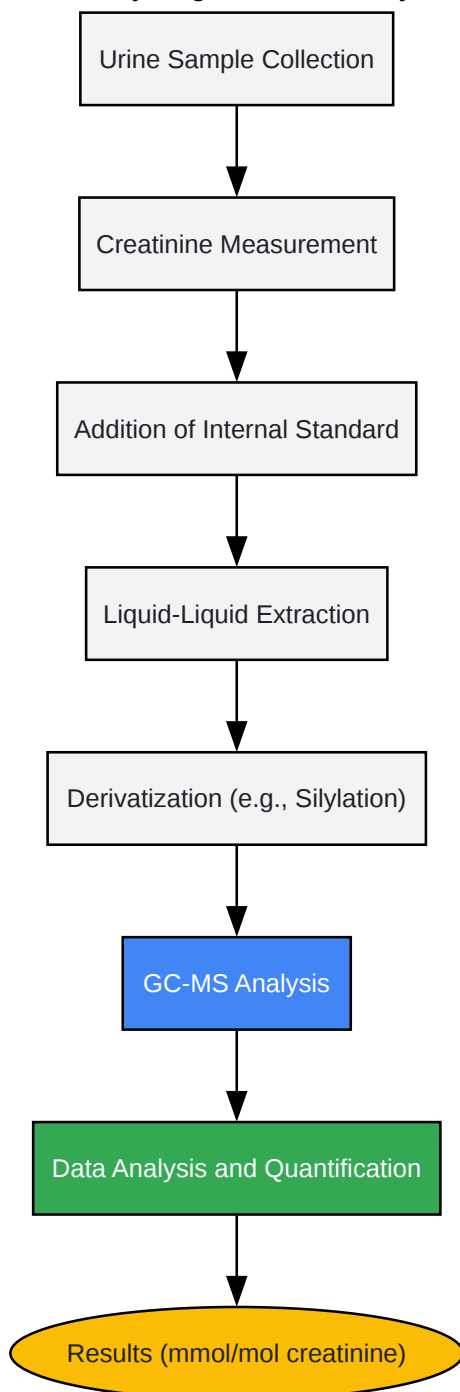 Urine Sample Collection
Creatinine Measurement
Addition of Internal Standard
Liquid-Liquid Extraction
Derivatization (e.g., Silylation)
GC-MS Analysis
Data Analysis and Quantification
Results (mmol/mol creatinine)